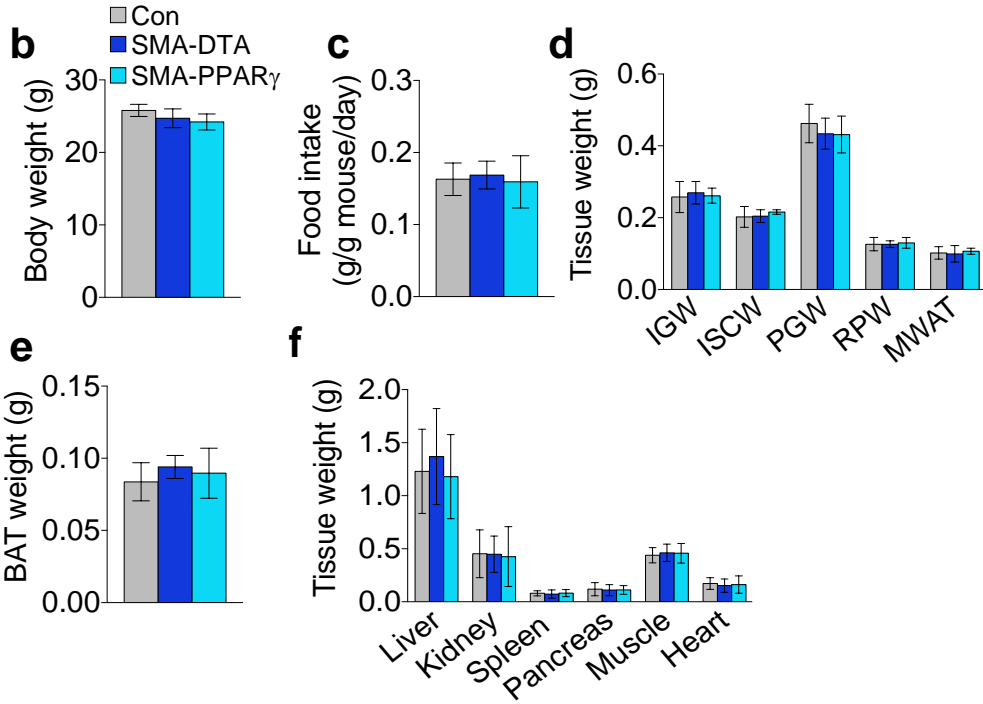 Con
SMA-DTA
SMA-PPARγ
b
Body weight (g)
30
20
10
0
c
Food intake
(g/g mouse/day)
0.3
0.2
0.1
0.0
d
Tissue weight (g)
0.6
0.4
0.2
0.0
IGW
ISCW
PGW
RPW
MWAT
e
BAT weight (g)
0.15
0.10
0.05
0.00
f
Tissue weight (g)
2.0
1.5
1.0
0.5
0.0
Liver
Kidney
Spleen
Pancreas
Muscle
Heart